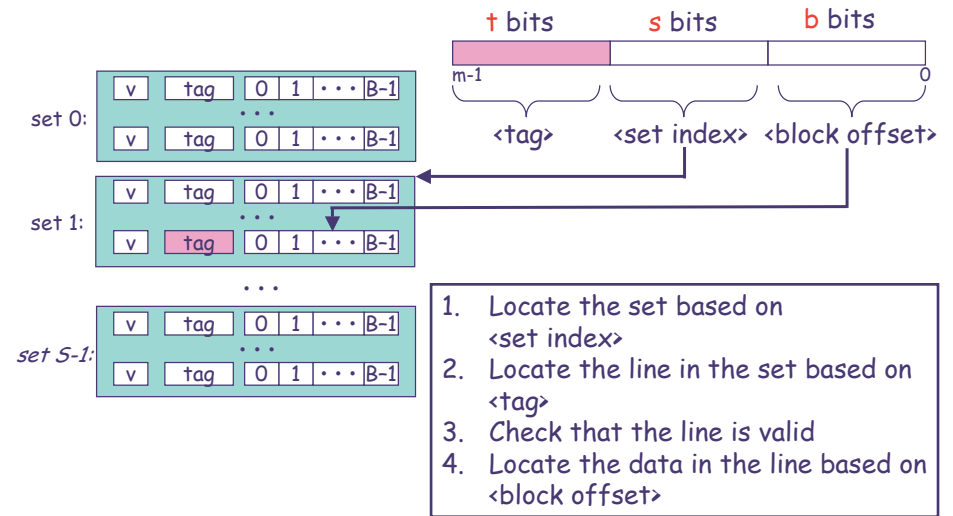 t bits s bits b bits
m-1 0
<tag> <set index> <block offset>
set 0:
v tag 0 1 • • • B-1
• • •
v tag 0 1 • • • B-1
set 1:
v tag 0 1 • • • B-1
• • •
v tag 0 1 • • • B-1
• • •
set S-1:
v tag 0 1 • • • B-1
• • •
v tag 0 1 • • • B-1
1. Locate the set based on
<set index>
2. Locate the line in the set based on
<tag>
3. Check that the line is valid
4. Locate the data in the line based on
<block offset>